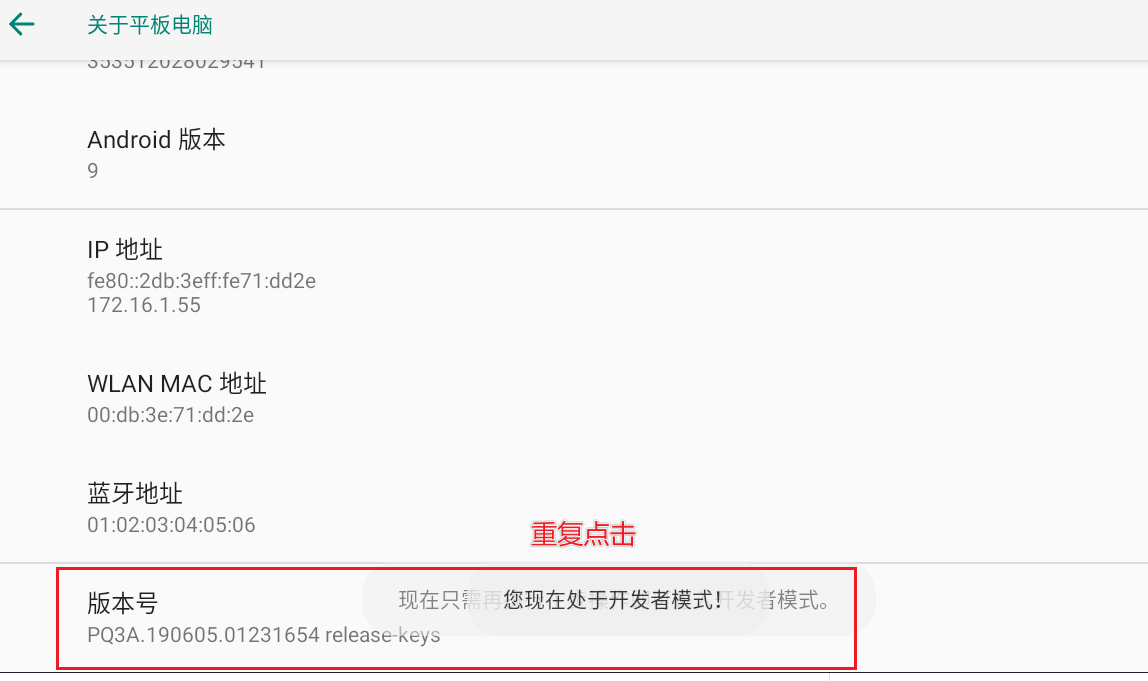 关于平板电脑
353512028029541
Android 版本
9
IP 地址
fe80::2db:3eff:fe71:dd2e
172.16.1.55
WLAN MAC 地址
00:db:3e:71:dd:2e
蓝牙地址
01:02:03:04:05:06
重复点击
版本号
现在只需再
您现在处于开发者模式!
开发者模式。
PQ3A.190605.01231654 release-keys